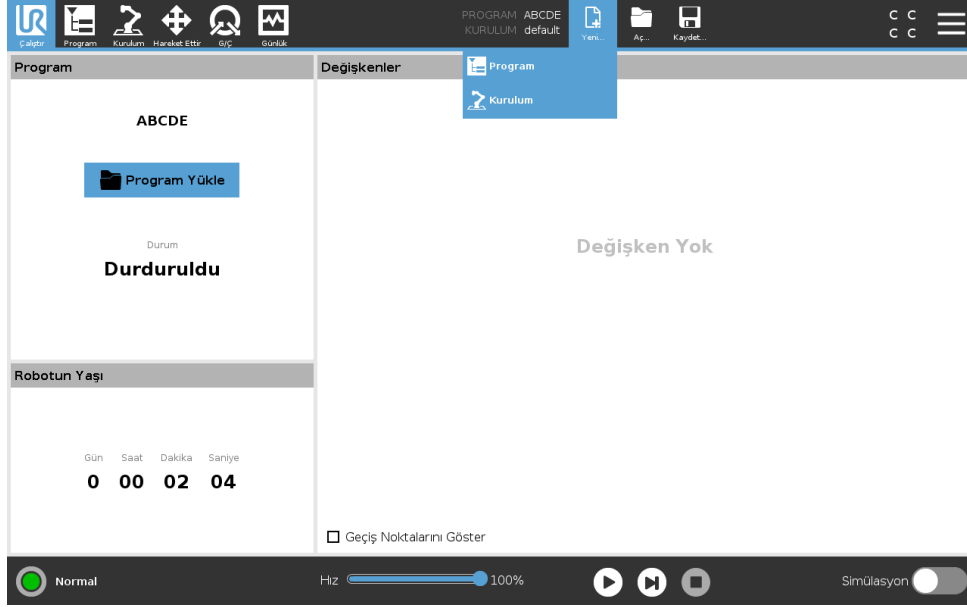 UR
PROGRAM ABCDE
KURULUM default
C C
C C
Çalıştır Program Kurulum Hareket Ettir G/Ç Günlük Yeni... Aç... Kaydet...
Program
Değişkenler
Program
Kurulum
ABCDE
Program Yükle
Durum
Durduruldu
Değişken Yok
Robotun Yaşı
Gün Saat Dakika Saniye
0 00 02 04
Geçiş Noktalarını Göster
Normal
Hız 100%
Simülasyon